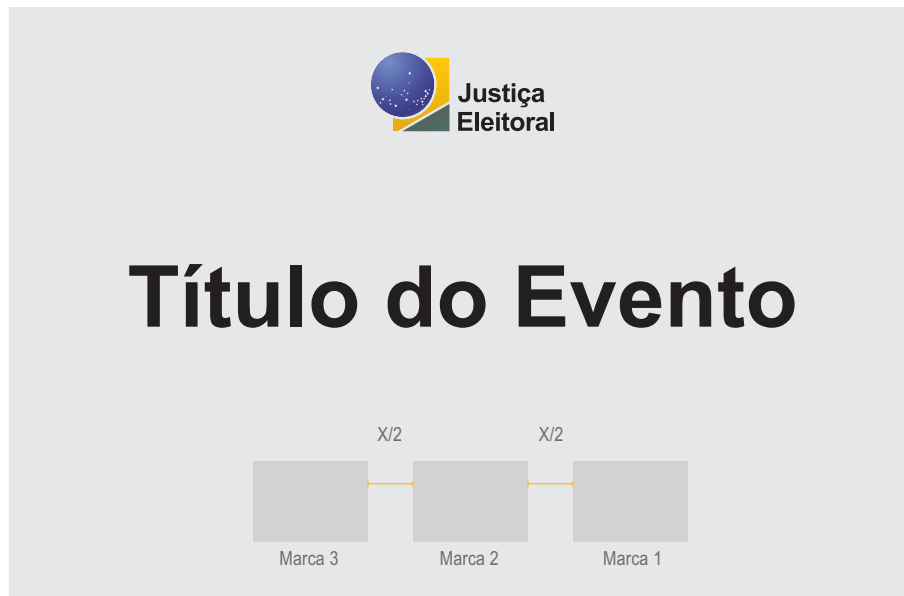 Justiça
Eleitoral
Título do Evento
X/2 X/2
Marca 3 Marca 2 Marca 1